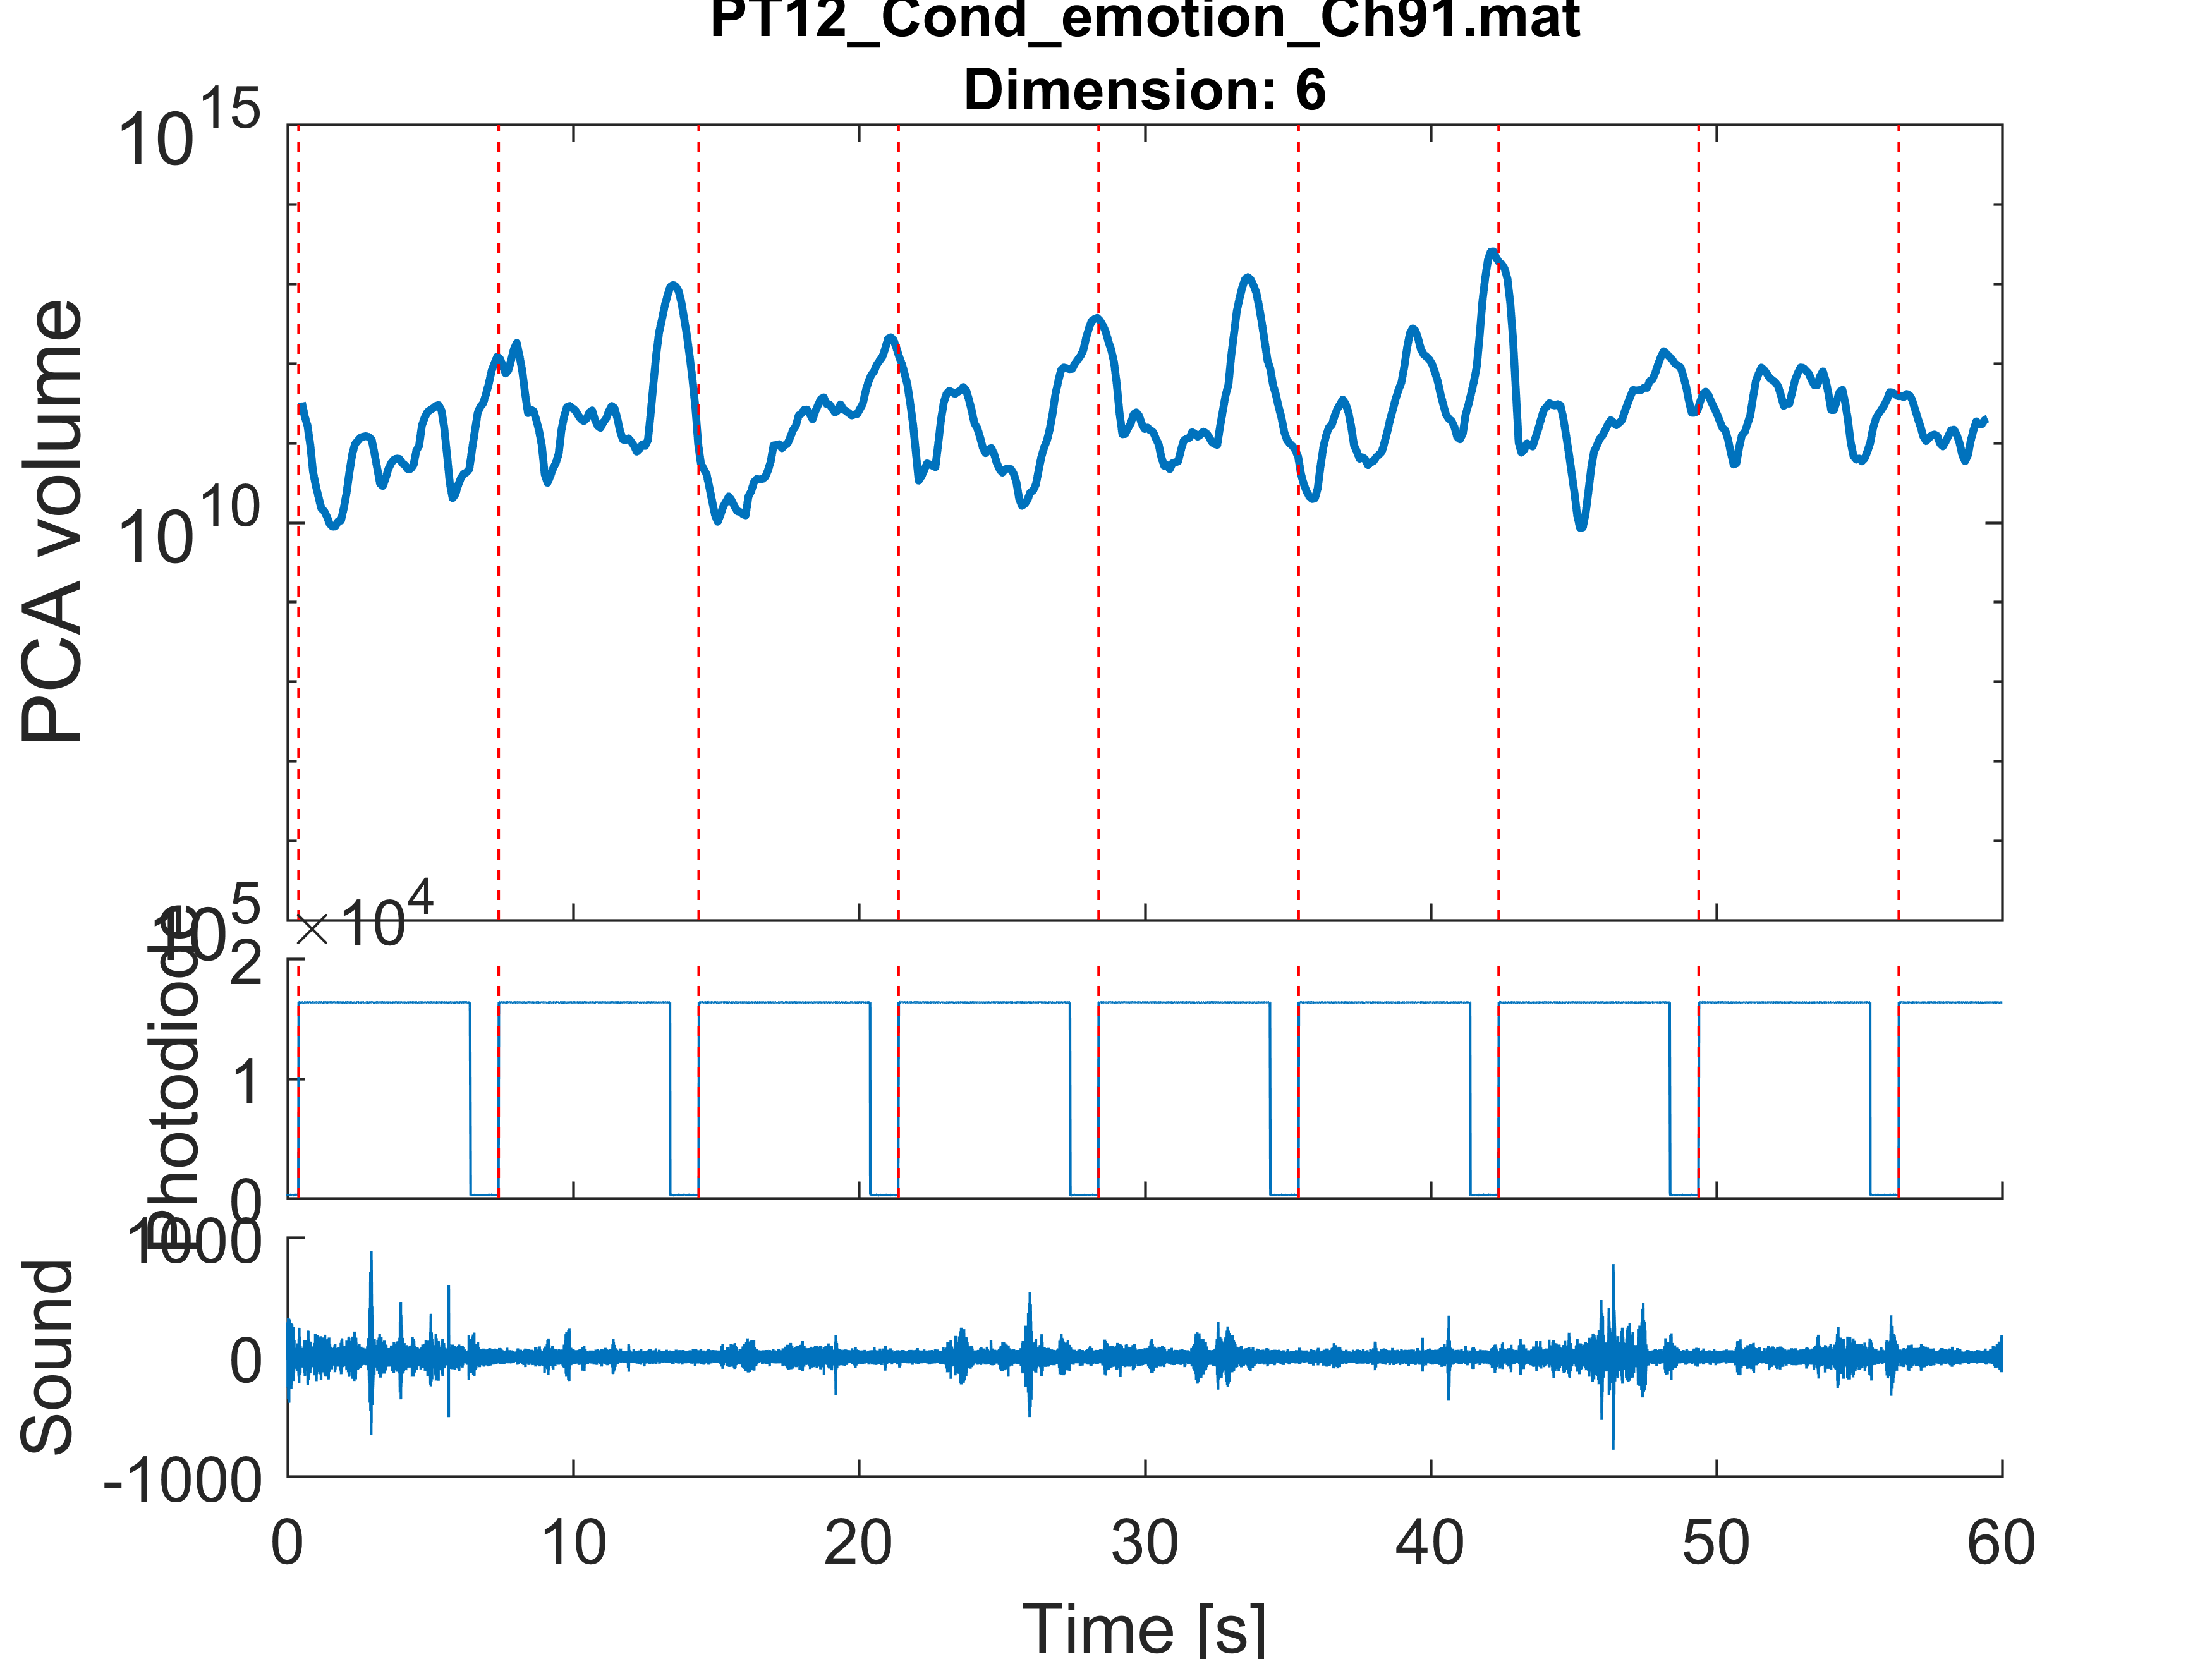 PT12_Cond_emotion_Ch91.mat
Dimension: 6
10^15
10^10
10^5
PCA volume
×10^4
2
1
0
Photodiode
1000
0
-1000
Sound
0 10 20 30 40 50 60
Time [s]